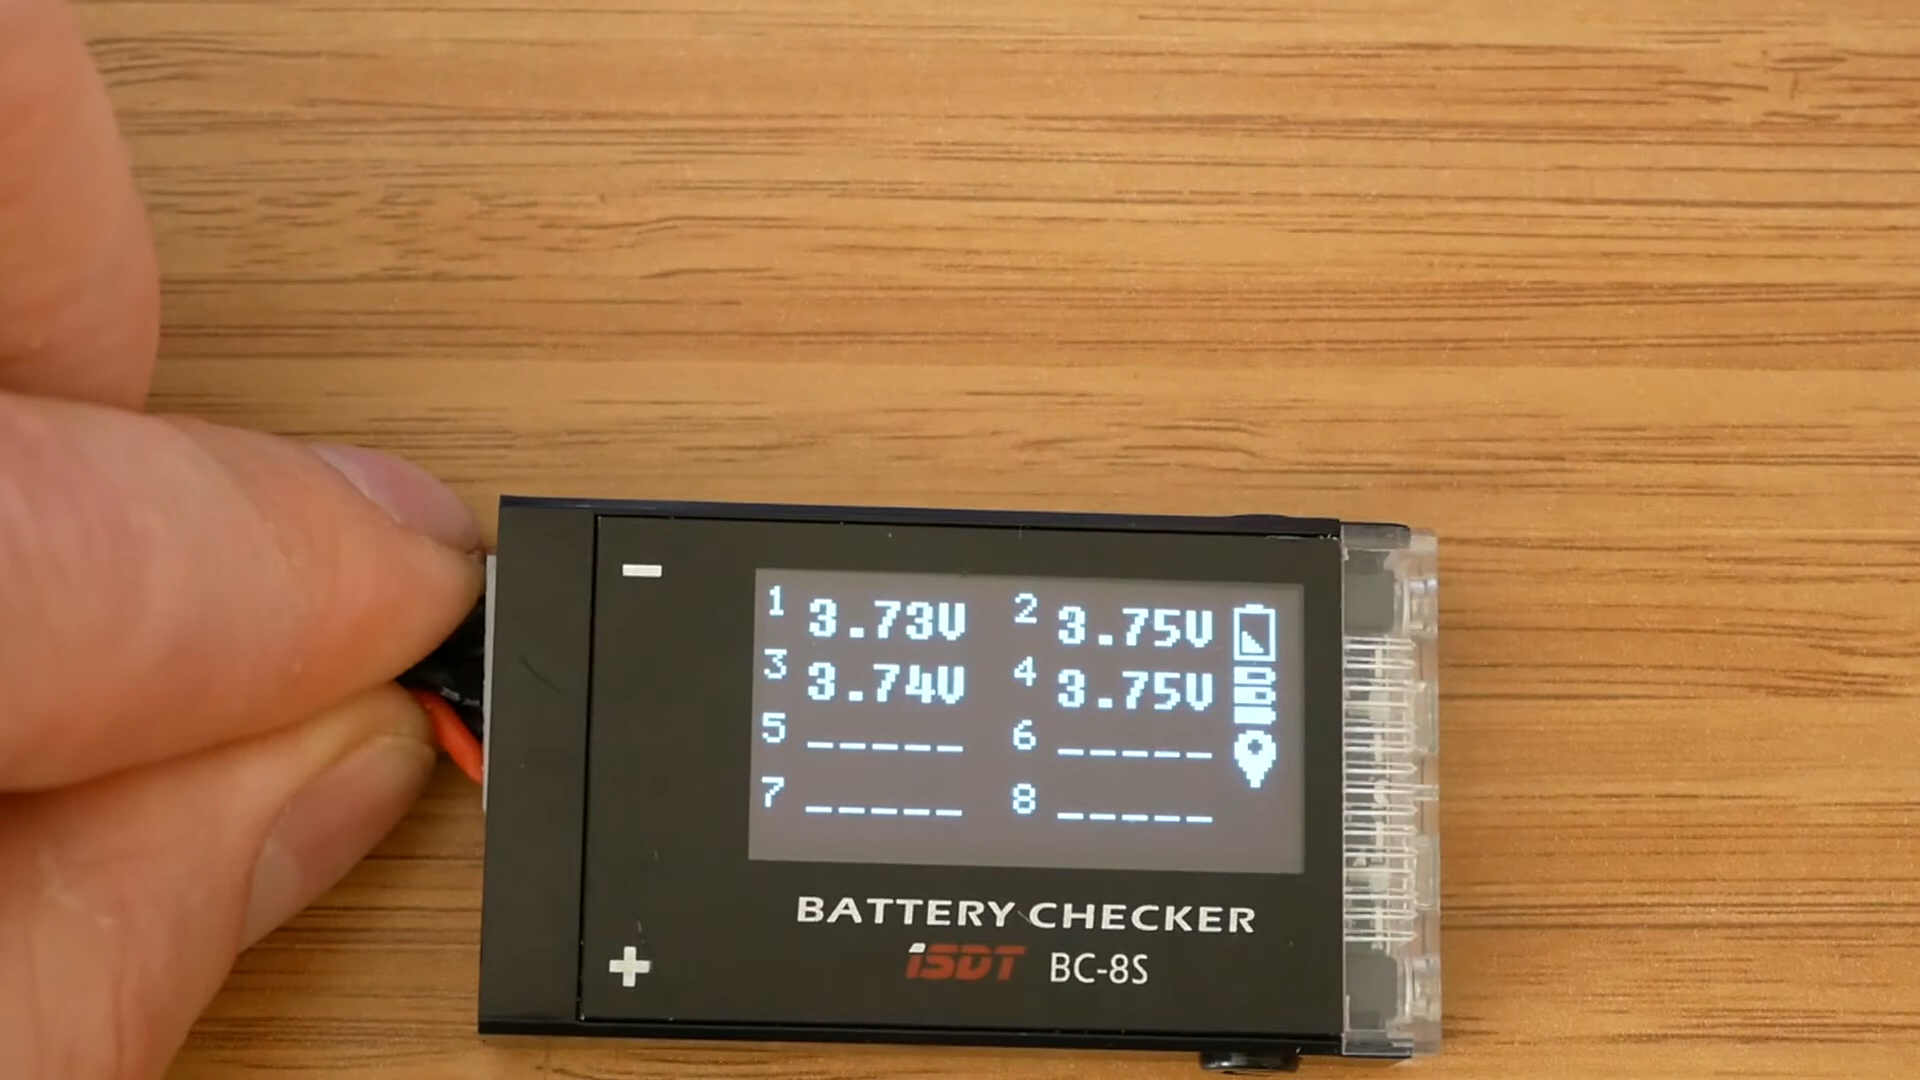 1 3.73V 2 3.75V
3 3.74V 4 3.75V
5 _____ 6 _____
7 _____ 8 _____
BATTERY CHECKER
iSDT BC-8S